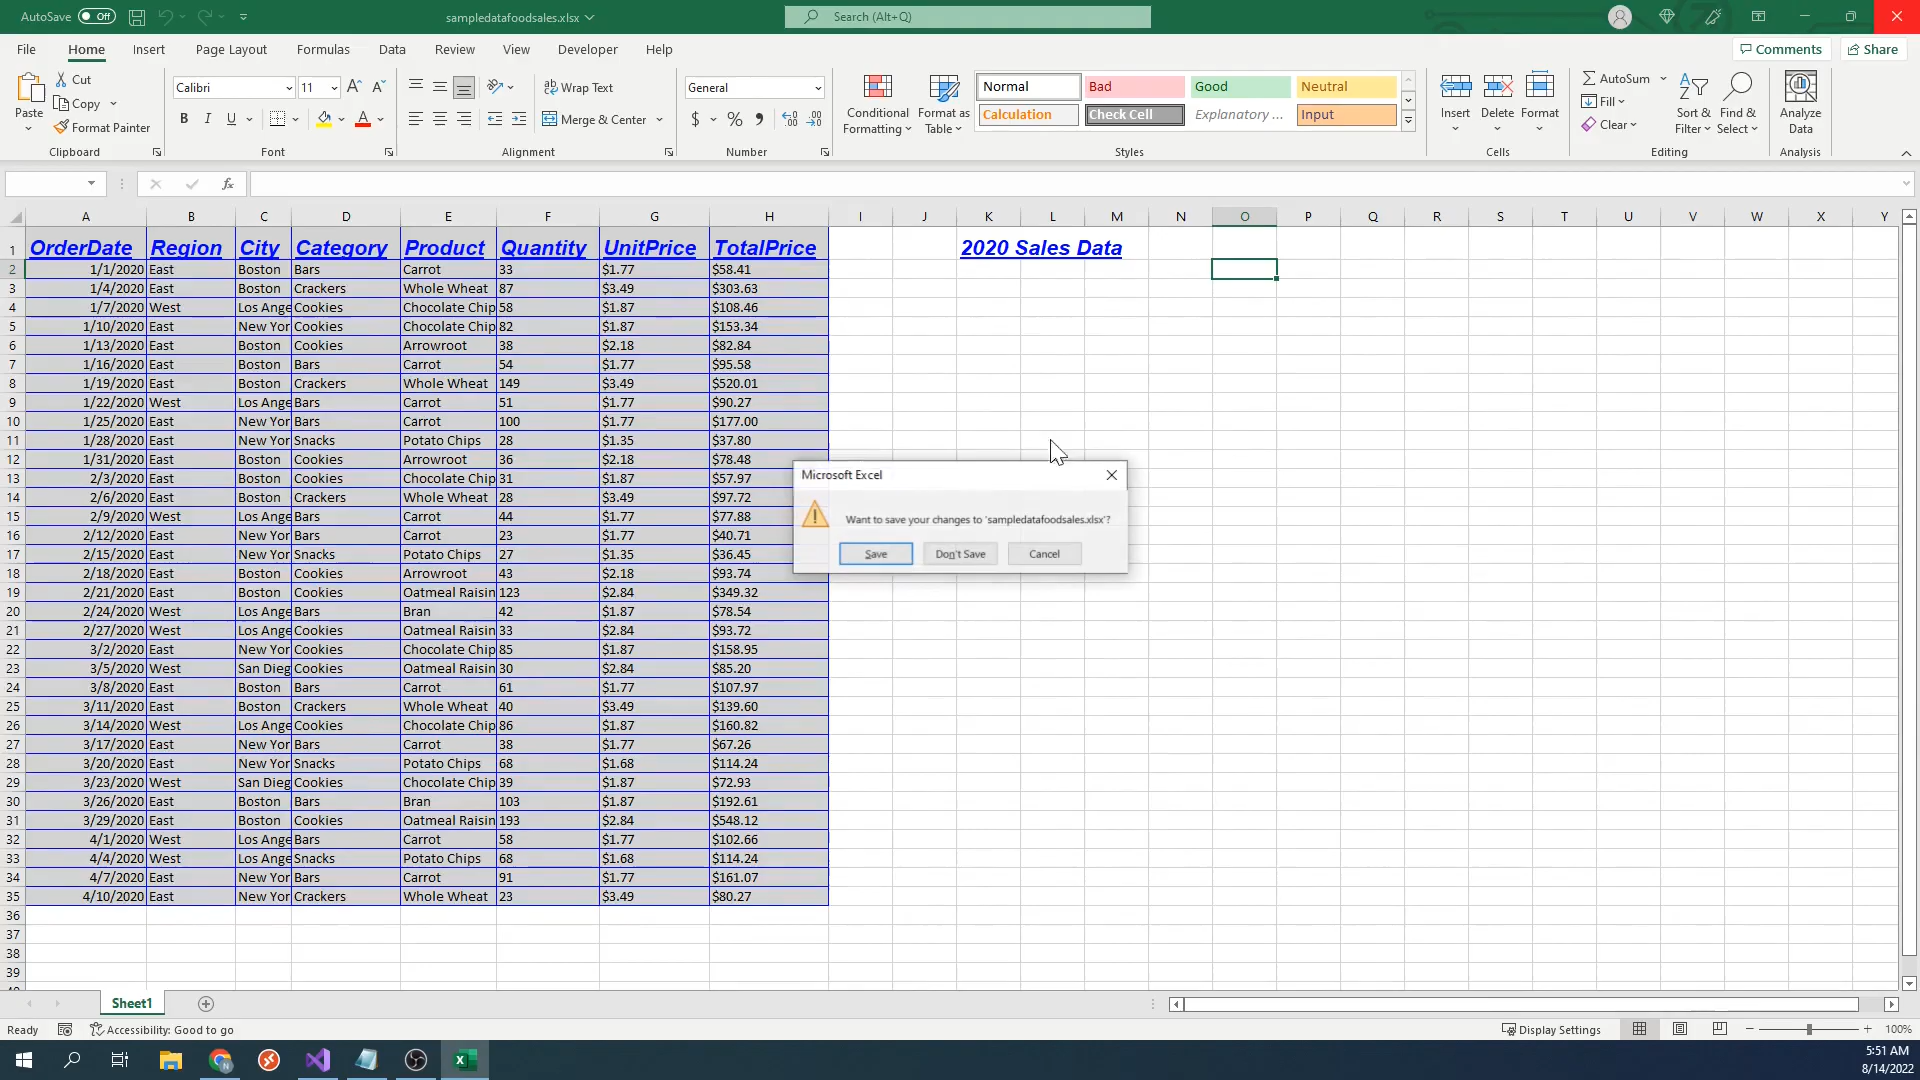 AutoSave Off sampledatafoodsales.xlsx Search (Alt+Q)
File Home Insert Page Layout Formulas Data Review View Developer Help Comments Share
Paste Cut Copy Format Painter Clipboard
Calibri 11 B I U A Font
Wrap Text Merge & Center Alignment
General $ % Number
Conditional Formatting Format as Table
Normal Bad Good Neutral
Calculation Check Cell Explanatory ... Input
Styles
Insert Delete Format Cells
AutoSum Fill Clear Sort & Filter Find & Select Editing
Analyze Data Analysis
fx
A B C D E F G H I J K L M N O P Q R S T U V W X Y
1 OrderDate Region City Category Product Quantity UnitPrice TotalPrice 2020 Sales Data
2 1/1/2020 East Boston Bars Carrot 33 $1.77 $58.41
3 1/4/2020 East Boston Crackers Whole Wheat 87 $3.49 $303.63
4 1/7/2020 West Los Ange Cookies Chocolate Chip 58 $1.87 $108.46
5 1/10/2020 East New Yor Cookies Chocolate Chip 82 $1.87 $153.34
6 1/13/2020 East Boston Cookies Arrowroot 38 $2.18 $82.84
7 1/16/2020 East Boston Bars Carrot 54 $1.77 $95.58
8 1/19/2020 East Boston Crackers Whole Wheat 149 $3.49 $520.01
9 1/22/2020 West Los Ange Bars Carrot 51 $1.77 $90.27
10 1/25/2020 East New Yor Bars Carrot 100 $1.77 $177.00
11 1/28/2020 East New Yor Snacks Potato Chips 28 $1.35 $37.80
12 1/31/2020 East Boston Cookies Arrowroot 36 $2.18 $78.48
13 2/3/2020 East Boston Cookies Chocolate Chip 31 $1.87 $57.97
14 2/6/2020 East Boston Crackers Whole Wheat 28 $3.49 $97.72
15 2/9/2020 West Los Ange Bars Carrot 44 $1.77 $77.88
16 2/12/2020 East New Yor Bars Carrot 23 $1.77 $40.71
17 2/15/2020 East New Yor Snacks Potato Chips 27 $1.35 $36.45
18 2/18/2020 East Boston Cookies Arrowroot 43 $2.18 $93.74
19 2/21/2020 East Boston Cookies Oatmeal Raisin 123 $2.84 $349.32
20 2/24/2020 West Los Ange Bars Bran 42 $1.87 $78.54
21 2/27/2020 West Los Ange Cookies Oatmeal Raisin 33 $2.84 $93.72
22 3/2/2020 East New Yor Cookies Chocolate Chip 85 $1.87 $158.95
23 3/5/2020 West San Dieg Cookies Oatmeal Raisin 30 $2.84 $85.20
24 3/8/2020 East Boston Bars Carrot 61 $1.77 $107.97
25 3/11/2020 East Boston Crackers Whole Wheat 40 $3.49 $139.60
26 3/14/2020 West Los Ange Cookies Chocolate Chip 86 $1.87 $160.82
27 3/17/2020 East New Yor Bars Carrot 38 $1.77 $67.26
28 3/20/2020 East New Yor Snacks Potato Chips 68 $1.68 $114.24
29 3/23/2020 West San Dieg Cookies Chocolate Chip 39 $1.87 $72.93
30 3/26/2020 East Boston Bars Bran 103 $1.87 $192.61
31 3/29/2020 East Boston Cookies Oatmeal Raisin 193 $2.84 $548.12
32 4/1/2020 West Los Ange Bars Carrot 58 $1.77 $102.66
33 4/4/2020 West Los Ange Snacks Potato Chips 68 $1.68 $114.24
34 4/7/2020 East New Yor Bars Carrot 91 $1.77 $161.07
35 4/10/2020 East New Yor Crackers Whole Wheat 23 $3.49 $80.27
36
37
38
39
Microsoft Excel
Want to save your changes to 'sampledatafoodsales.xlsx'?
Save Don't Save Cancel
Sheet1
Ready Accessibility: Good to go Display Settings 100%
5:51 AM
8/14/2022